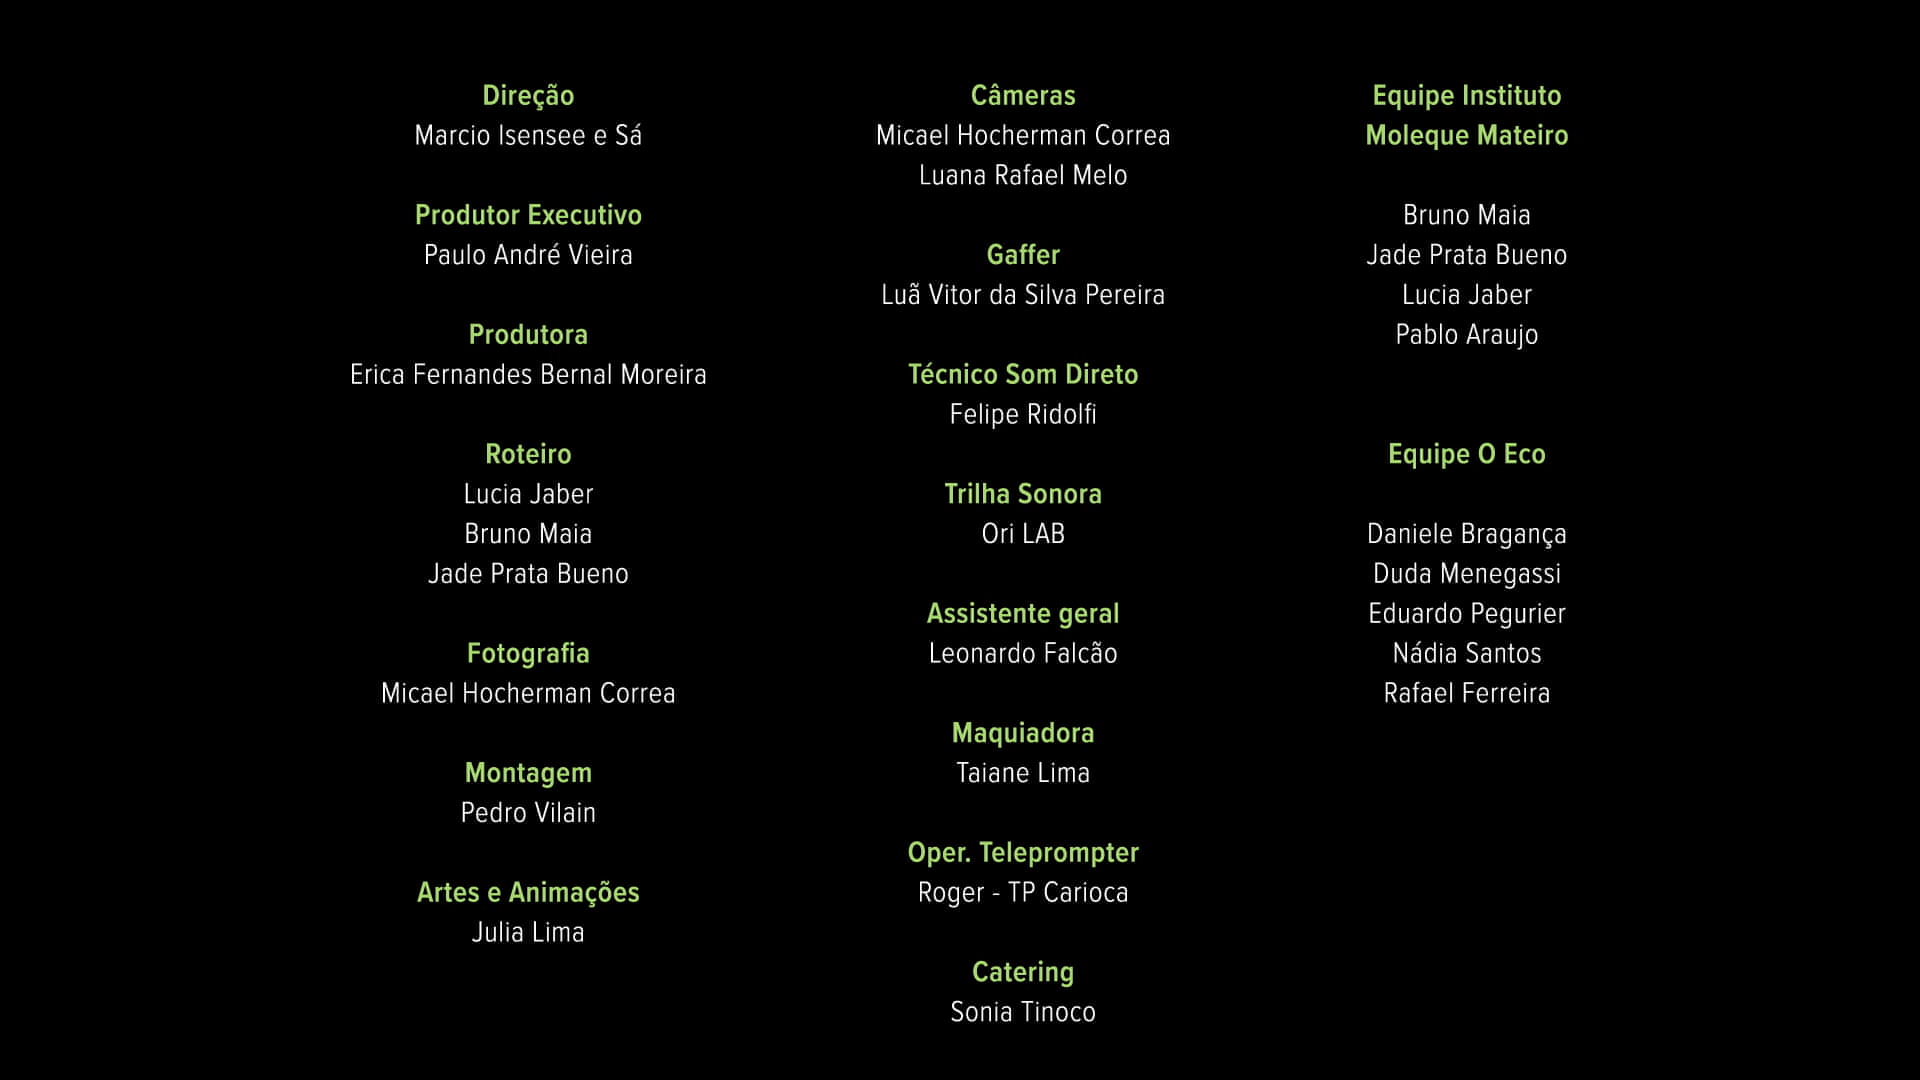 Direção
Marcio Isensee e Sá
Produtor Executivo
Paulo André Vieira
Produtora
Erica Fernandes Bernal Moreira
Roteiro
Lucia Jaber
Bruno Maia
Jade Prata Bueno
Fotografia
Micael Hocherman Correa
Montagem
Pedro Vilain
Artes e Animações
Julia Lima
Câmeras
Micael Hocherman Correa
Luana Rafael Melo
Gaffer
Luã Vitor da Silva Pereira
Técnico Som Direto
Felipe Ridolfi
Trilha Sonora
Ori LAB
Assistente geral
Leonardo Falcão
Maquiadora
Taiane Lima
Oper. Teleprompter
Roger - TP Carioca
Catering
Sonia Tinoco
Equipe Instituto
Moleque Mateiro
Bruno Maia
Jade Prata Bueno
Lucia Jaber
Pablo Araujo
Equipe O Eco
Daniele Bragança
Duda Menegassi
Eduardo Pegurier
Nádia Santos
Rafael Ferreira